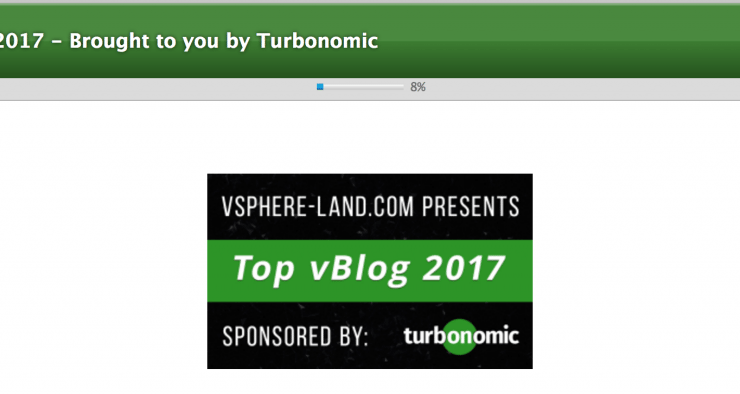 2017 – Brought to you by Turbonomic
8%
VSPHERE-LAND.COM PRESENTS
Top vBlog 2017
SPONSORED BY: turbonomic